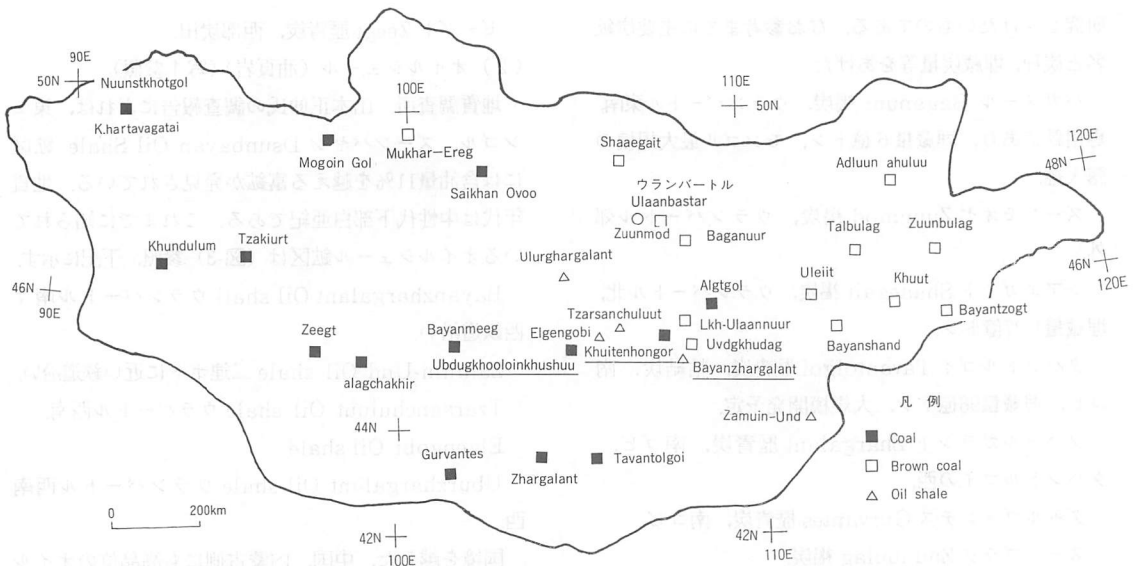 90E
50N
Nuunstkhotgol
K.hartavagatai
100E
Mogoin Gol
Mukhar-Ereg
Saikhan Ovoo
110E
50N
Shaaegait
Adluun ahuluu
120E
48N
ウランバートル
Ulaanbastar
Zuunmod
Baganuur
Talbulag
Zuunbulag
Khundulum
Tzakiurt
Ulurghargalant
46N
90E
46N
120E
Uleiit
Khuut
Algtgol
Bayantzogt
Tzarsanchuluut
Lkh-Ulaannuur
Zeegt
Bayanmeeg
Elgengobi
Uvdgkhudag
Bayanshand
Ubdugkhooloinkhushuu
Khuitenhongor
alagchakhir
Bayanzhargalant
凡例
Zamuin-Und
44N
Coal
Gurvantes
Tavantolgoi
Brown coal
Zhargalant
Oil shale
0 200km
42N
100E
42N
110E